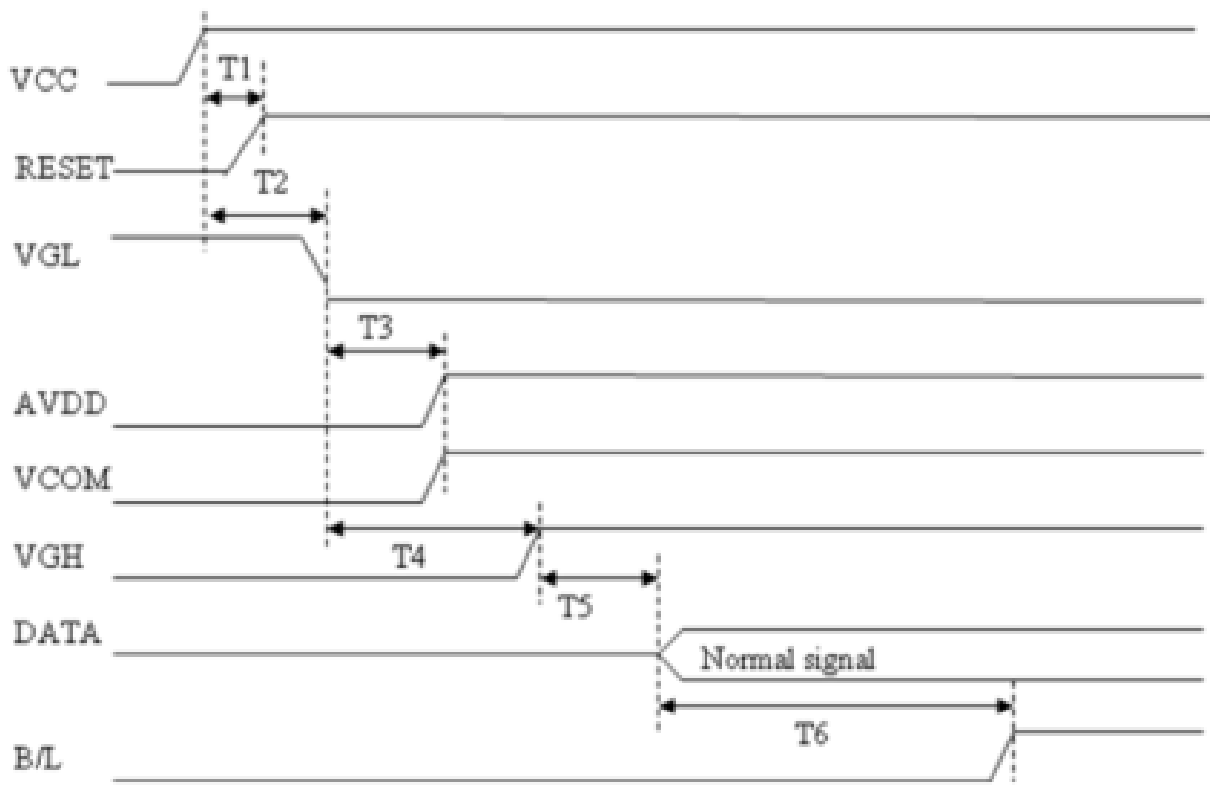 VCC
T1
RESET
T2
VGL
T3
AVDD
VCOM
VGH
T4
T5
DATA
Normal signal
T6
B/L